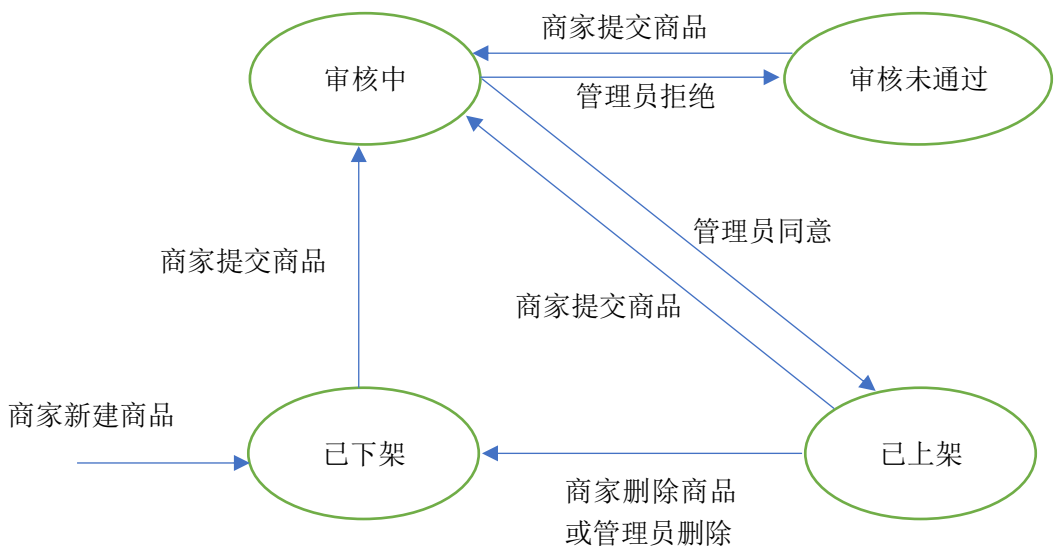 商家提交商品
审核中
审核未通过
管理员拒绝
管理员同意
商家提交商品
商家提交商品
商家新建商品
已下架
已上架
商家删除商品
或管理员删除